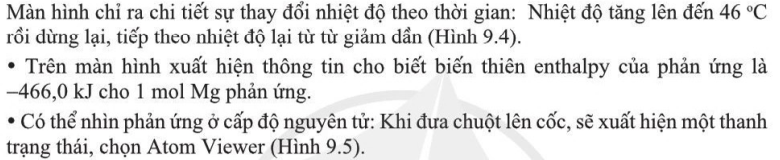 Màn hình chỉ ra chi tiết sự thay đổi nhiệt độ theo thời gian: Nhiệt độ tăng lên đến 46 °C
rồi dừng lại, tiếp theo nhiệt độ lại từ từ giảm dần (Hình 9.4).
• Trên màn hình xuất hiện thông tin cho biết biến thiên enthalpy của phản ứng là
–466,0 kJ cho 1 mol Mg phản ứng.
• Có thể nhìn phản ứng ở cấp độ nguyên tử: Khi đưa chuột lên cốc, sẽ xuất hiện một thanh
trạng thái, chọn Atom Viewer (Hình 9.5).